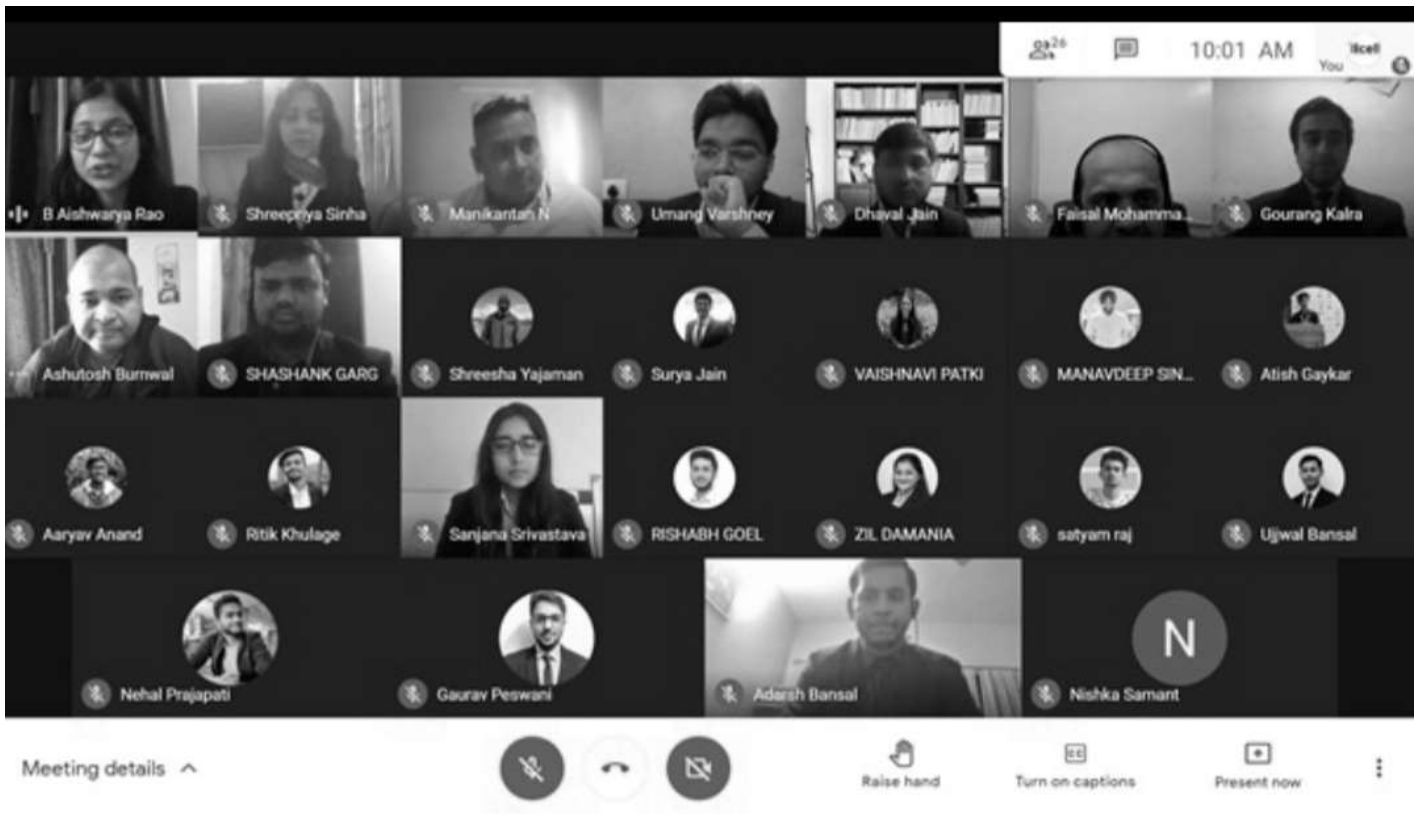 26 10:01 AM
You
B Aishwarya Rao Shreepriya Sinha Manikantan N Umang Varshney Dhaval Jain Faisal Mohamma... Gourang Kalra
Ashutosh Burnwal SHASHANK GARG Shreesha Yajaman Surya Jain VAISHNAVI PATKI MANAVDEEP SIN... Atish Gaykar
Aaryav Anand Ritik Khulage Sanjana Srivastava RISHABH GOEL ZIL DAMANIA satyam raj Ujjwal Bansal
N
Nehal Prajapati Gaurav Peswani Adarsh Bansal Nishka Samant
Meeting details Raise hand Turn on captions Present now